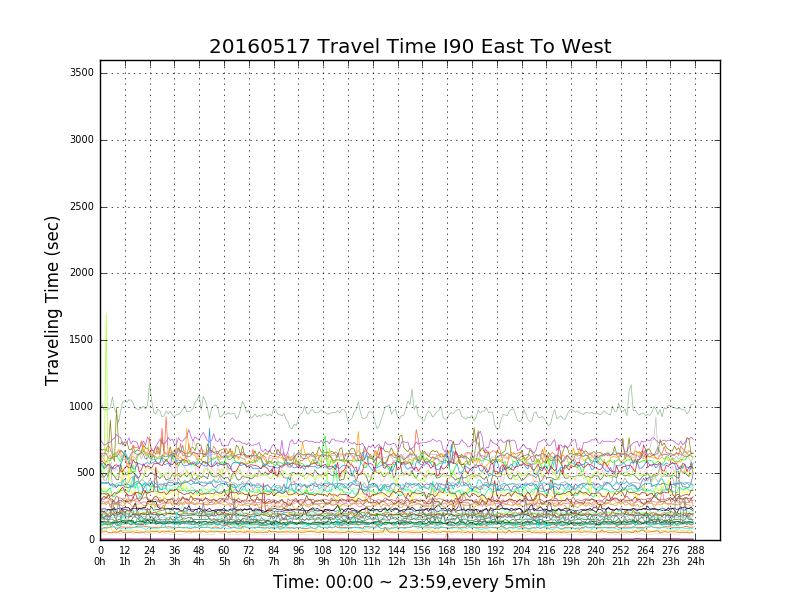 20160517 Travel Time I90 East To West
3500
3000
2500
2000
1500
1000
500
0
Traveling Time (sec)
0 12 24 36 48 60 72 84 96 108 120 132 144 156 168 180 192 204 216 228 240 252 264 276 288
0h 1h 2h 3h 4h 5h 6h 7h 8h 9h 10h 11h 12h 13h 14h 15h 16h 17h 18h 19h 20h 21h 22h 23h 24h
Time: 00:00 ~ 23:59,every 5min